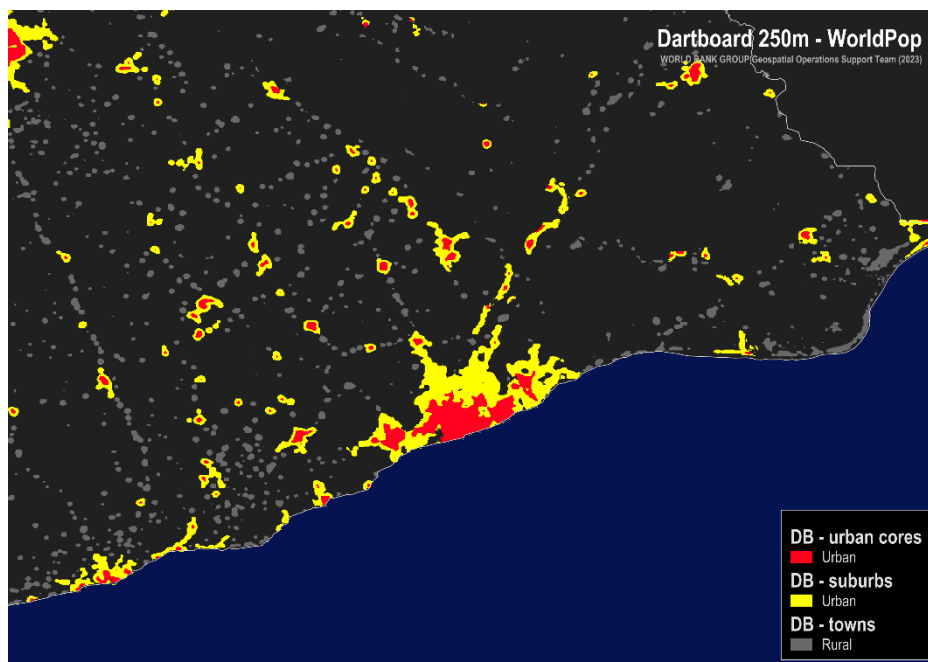 Dartboard 250m - WorldPop
WORLD BANK GROUP Geospatial Operations Support Team (2023)
DB - urban cores
Urban
DB - suburbs
Urban
DB - towns
Rural